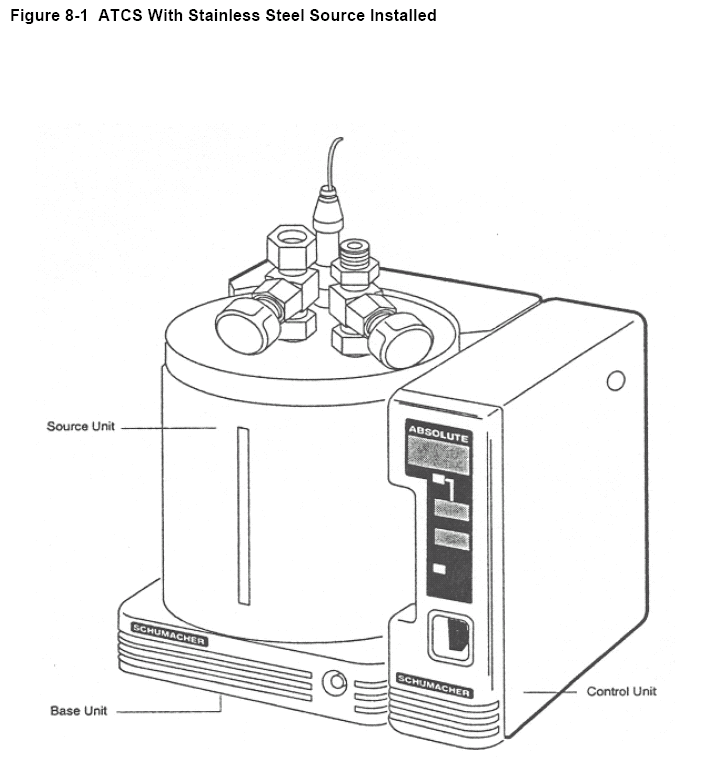 Figure 8-1  ATCS With Stainless Steel Source Installed
Source Unit
ABSOLUTE
SCHUMACHER
SCHUMACHER
Control Unit
Base Unit